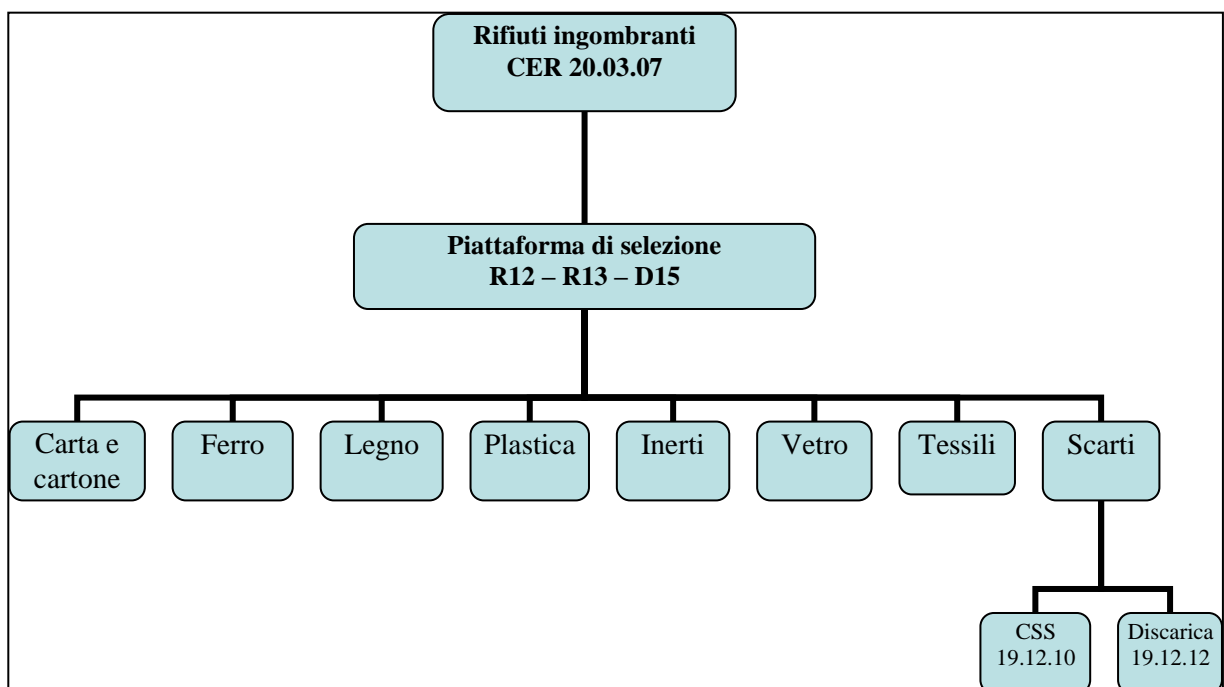 Rifiuti ingombranti
CER 20.03.07
Piattaforma di selezione
R12 – R13 – D15
Carta e
cartone
Ferro
Legno
Plastica
Inerti
Vetro
Tessili
Scarti
CSS
19.12.10
Discarica
19.12.12